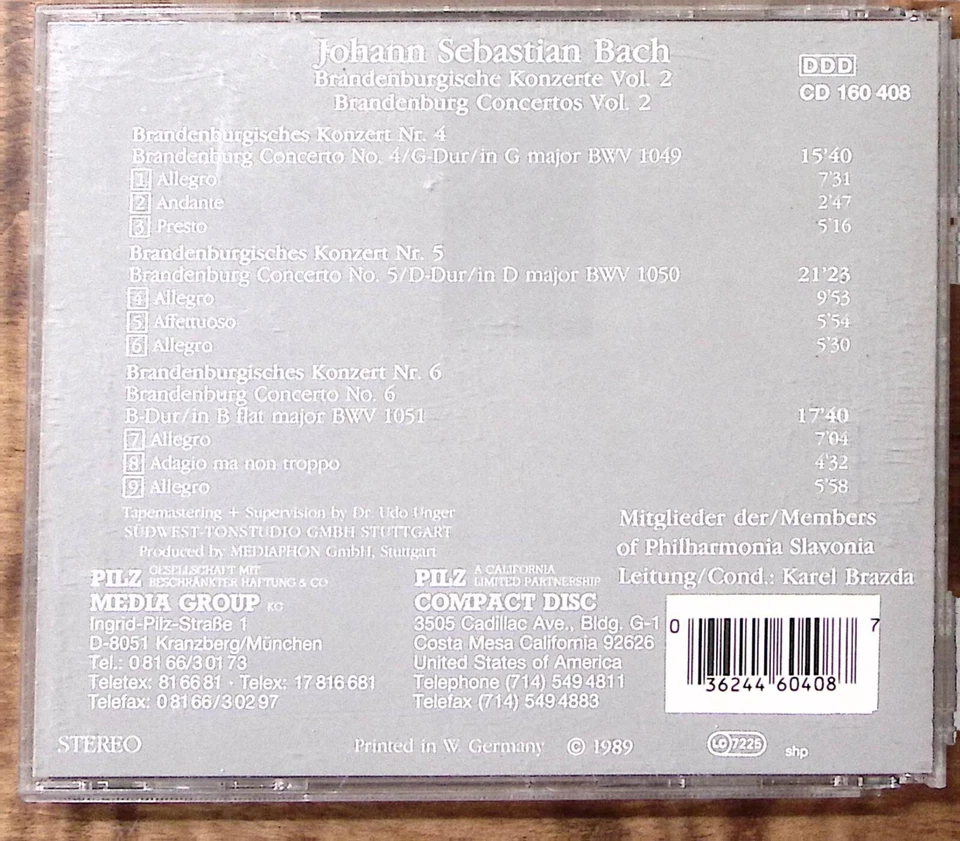 Johann Sebastian Bach
Brandenburgische Konzerte Vol. 2
Brandenburg Concertos Vol. 2
DDD
CD 160 408
Brandenburgisches Konzert Nr. 4
Brandenburg Concerto No. 4/G-Dur/in G major BWV 1049 15'40
1 Allegro 7'31
2 Andante 2'47
3 Presto 5'16
Brandenburgisches Konzert Nr. 5
Brandenburg Concerto No. 5/D-Dur/in D major BWV 1050 21'23
4 Allegro 9'53
5 Affettuoso 5'54
6 Allegro 5'30
Brandenburgisches Konzert Nr. 6
Brandenburg Concerto No. 6
B-Dur/in B flat major BWV 1051 17'40
7 Allegro 7'04
8 Adagio ma non troppo 4'32
9 Allegro 5'58
Tapemastering + Supervision by Dr. Udo Unger
SÜDWEST-TONSTUDIO GMBH STUTTGART
Produced by MEDIAPHON GmbH, Stuttgart
Mitglieder der/Members
of Philharmonia Slavonia
Leitung/Cond.: Karel Brazda
PILZ GESELLSCHAFT MIT
BESCHRÄNKTER HAFTUNG & CO
MEDIA GROUP KG
Ingrid-Pilz-Straße 1
D-8051 Kranzberg/München
Tel.: 0 81 66/3 01 73
Teletex: 81 66 81 · Telex: 17 816 681
Telefax: 0 81 66/3 02 97
PILZ A CALIFORNIA
LIMITED PARTNERSHIP
COMPACT DISC
3505 Cadillac Ave., Bldg. G-1
Costa Mesa California 92626
United States of America
Telephone (714) 549 4811
Telefax (714) 549 4883
0 36244 60408 7
STEREO
Printed in W. Germany © 1989
LC 7225
shp